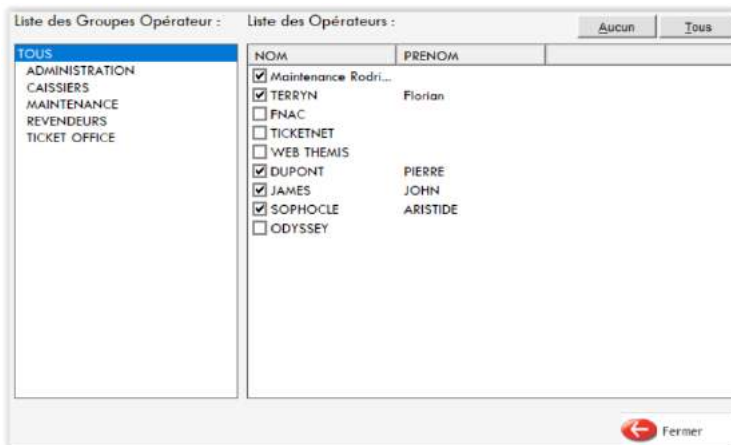 Liste des Groupes Opérateur : Liste des Opérateurs : Aucun Tous
TOUS
ADMINISTRATION
CAISSIERS
MAINTENANCE
REVENDEURS
TICKET OFFICE
NOM PRENOM
Maintenance Rodri...
TERRYN Florian
FNAC
TICKETNET
WEB THEMIS
DUPONT PIERRE
JAMES JOHN
SOPHOCLE ARISTIDE
ODYSSEY
Fermer